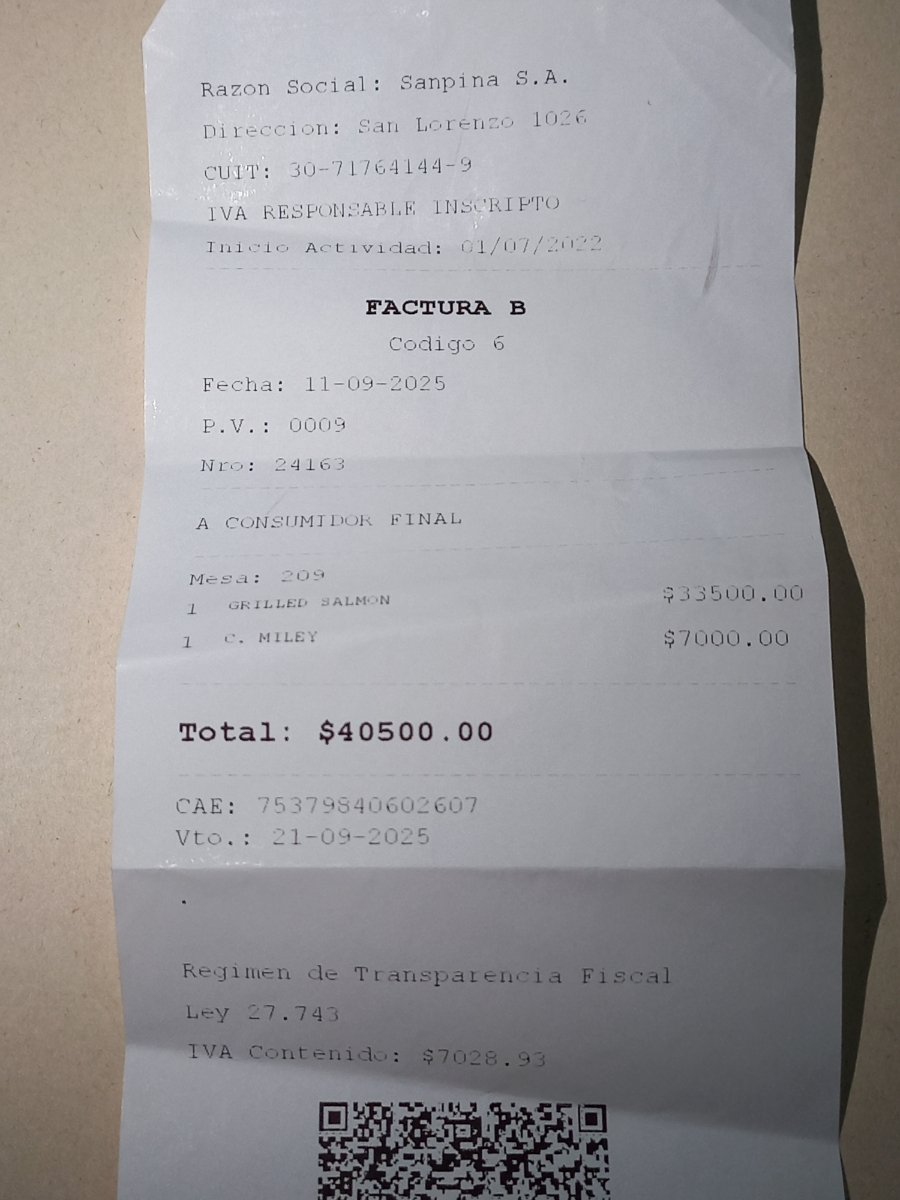 Razon Social: Sanpina S.A.
Direccion: San Lorenzo 1026
CUIT: 30-71764144-9
IVA RESPONSABLE INSCRIPTO
Inicio Actividad: 01/07/2022
FACTURA B
Codigo 6
Fecha: 11-09-2025
P.V.: 0009
Nro: 24163
A CONSUMIDOR FINAL
Mesa: 209
1 GRILLED SALMON $33500.00
1 C. MILEY $7000.00
Total: $40500.00
CAE: 75379840602607
Vto.: 21-09-2025
.
Regimen de Transparencia Fiscal
Ley 27.743
IVA Contenido: $7028.93